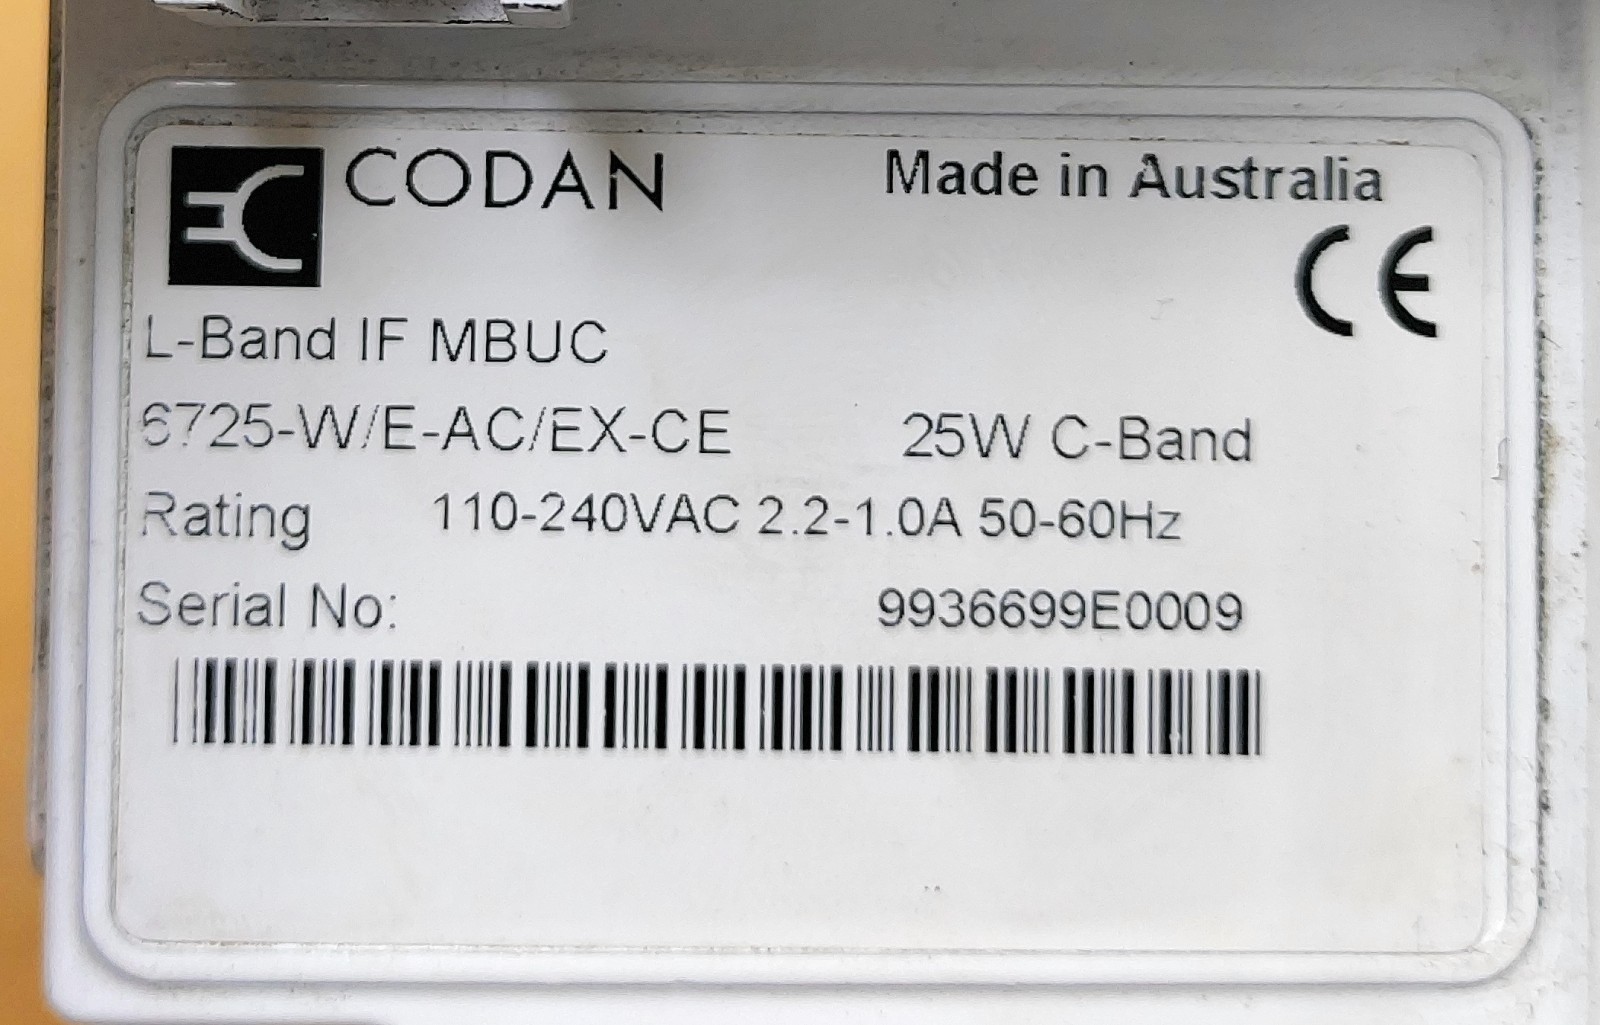 CODAN Made in Australia
CE
L-Band IF MBUC
6725-W/E-AC/EX-CE 25W C-Band
Rating 110-240VAC 2.2-1.0A 50-60Hz
Serial No: 9936699E0009